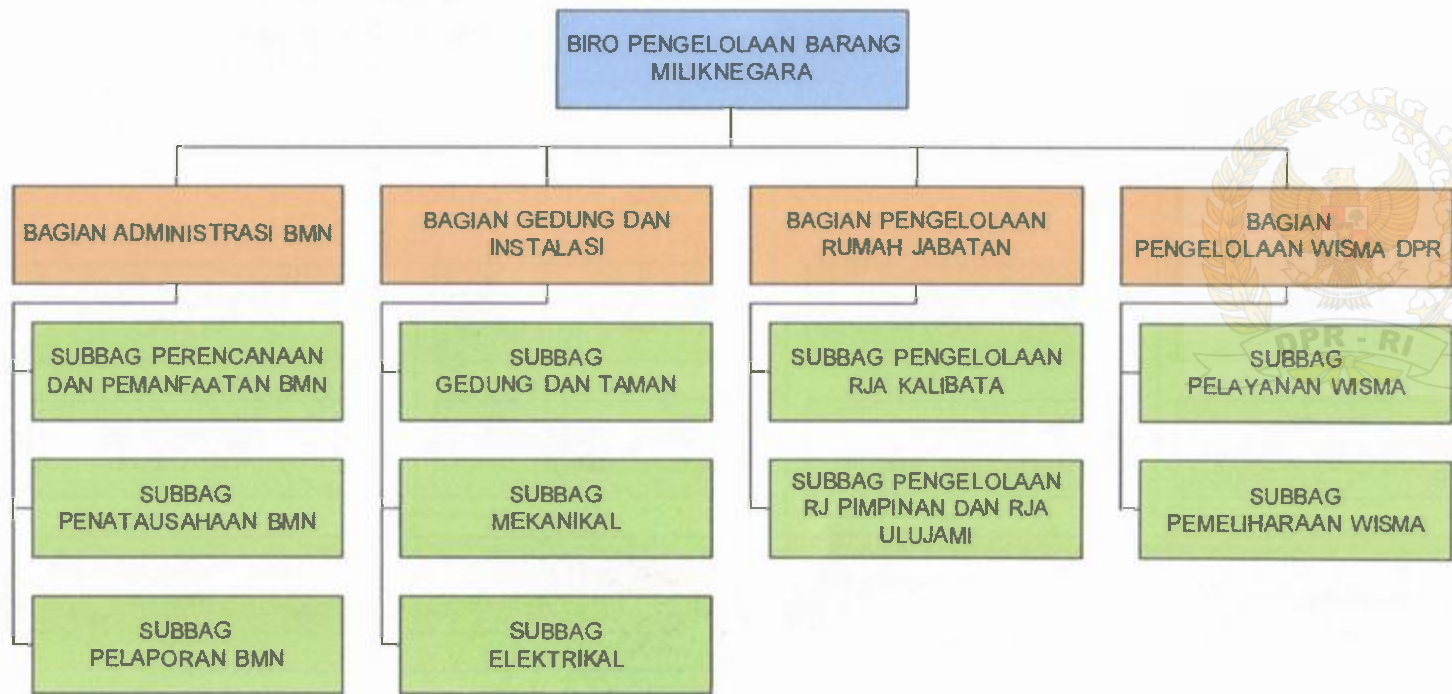 BIRO PENGELOLAAN BARANG
MILIKNEGARA
BAGIAN ADMINISTRASI BMN
BAGIAN GEDUNG DAN
INSTALASI
BAGIAN PENGELOLAAN
RUMAH JABATAN
BAGIAN
PENGELOLAAN WISMA DPR
SUBBAG PERENCANAAN
DAN PEMANFAATAN BMN
SUBBAG
GEDUNG DAN TAMAN
SUBBAG PENGELOLAAN
RJA KALIBATA
SUBBAG
PELAYANAN WISMA
DPR - RI
SUBBAG
PENATAUSAHAAN BMN
SUBBAG
MEKANIKAL
SUBBAG PENGELOLAAN
RJ PIMPINAN DAN RJA
ULUJAMI
SUBBAG
PEMELIHARAAN WISMA
SUBBAG
PELAPORAN BMN
SUBBAG
ELEKTRIKAL